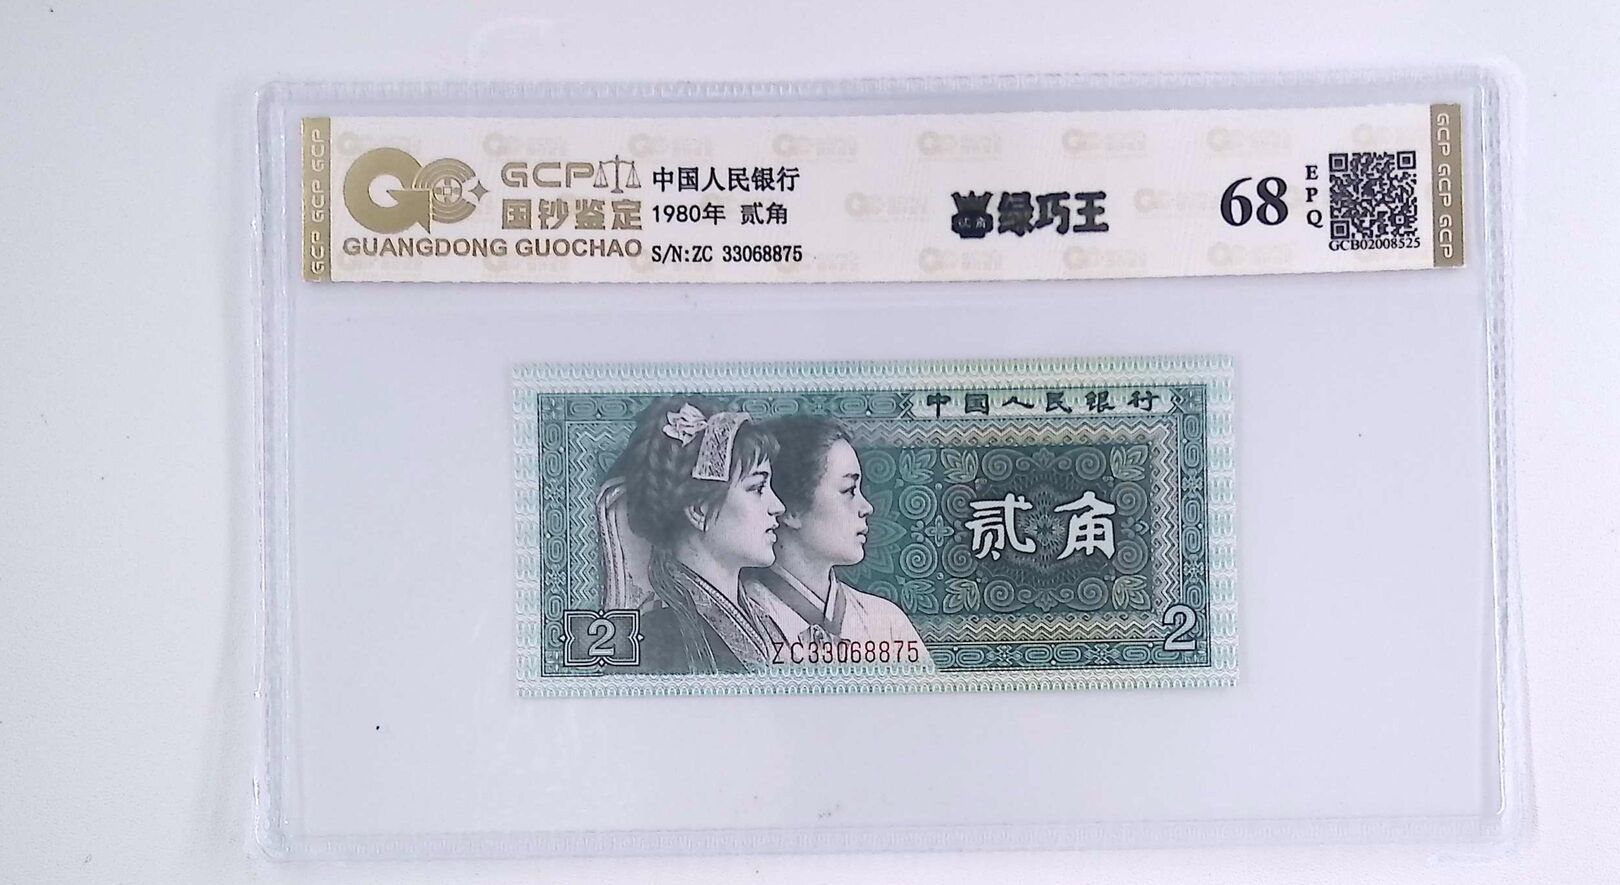 GCP GCP GCP
GCP
国钞鉴定
GUANGDONG GUOCHAO
中国人民银行
1980年 贰角
S/N:ZC 33068875
绿巧王
68
EPQ
GCB02008525
GCP GCP GCP
中国人民银行
贰角
2
ZC33068875
2